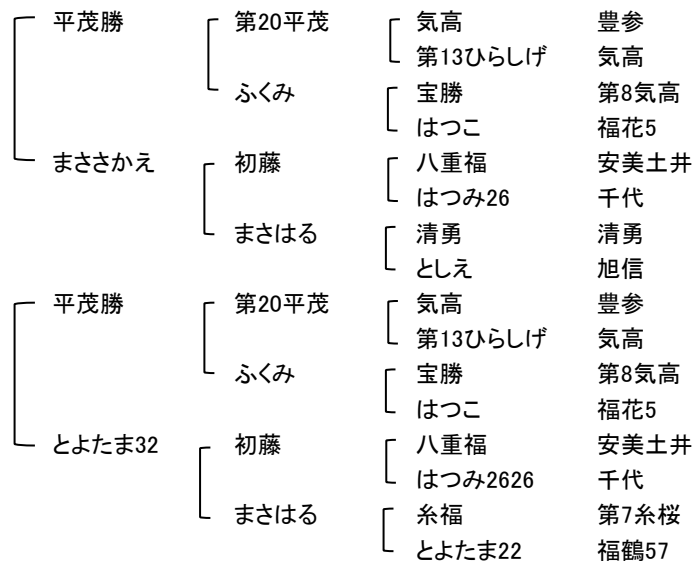 平茂勝 第20平茂 気高 豊参
第13ひらしげ 気高
ふくみ 宝勝 第8気高
はつこ 福花5
まささかえ 初藤 八重福 安美土井
はつみ26 千代
まさはる 清勇 清勇
としえ 旭信
平茂勝 第20平茂 気高 豊参
第13ひらしげ 気高
ふくみ 宝勝 第8気高
はつこ 福花5
とよたま32 初藤 八重福 安美土井
はつみ2626 千代
まさはる 糸福 第7糸桜
とよたま22 福鶴57